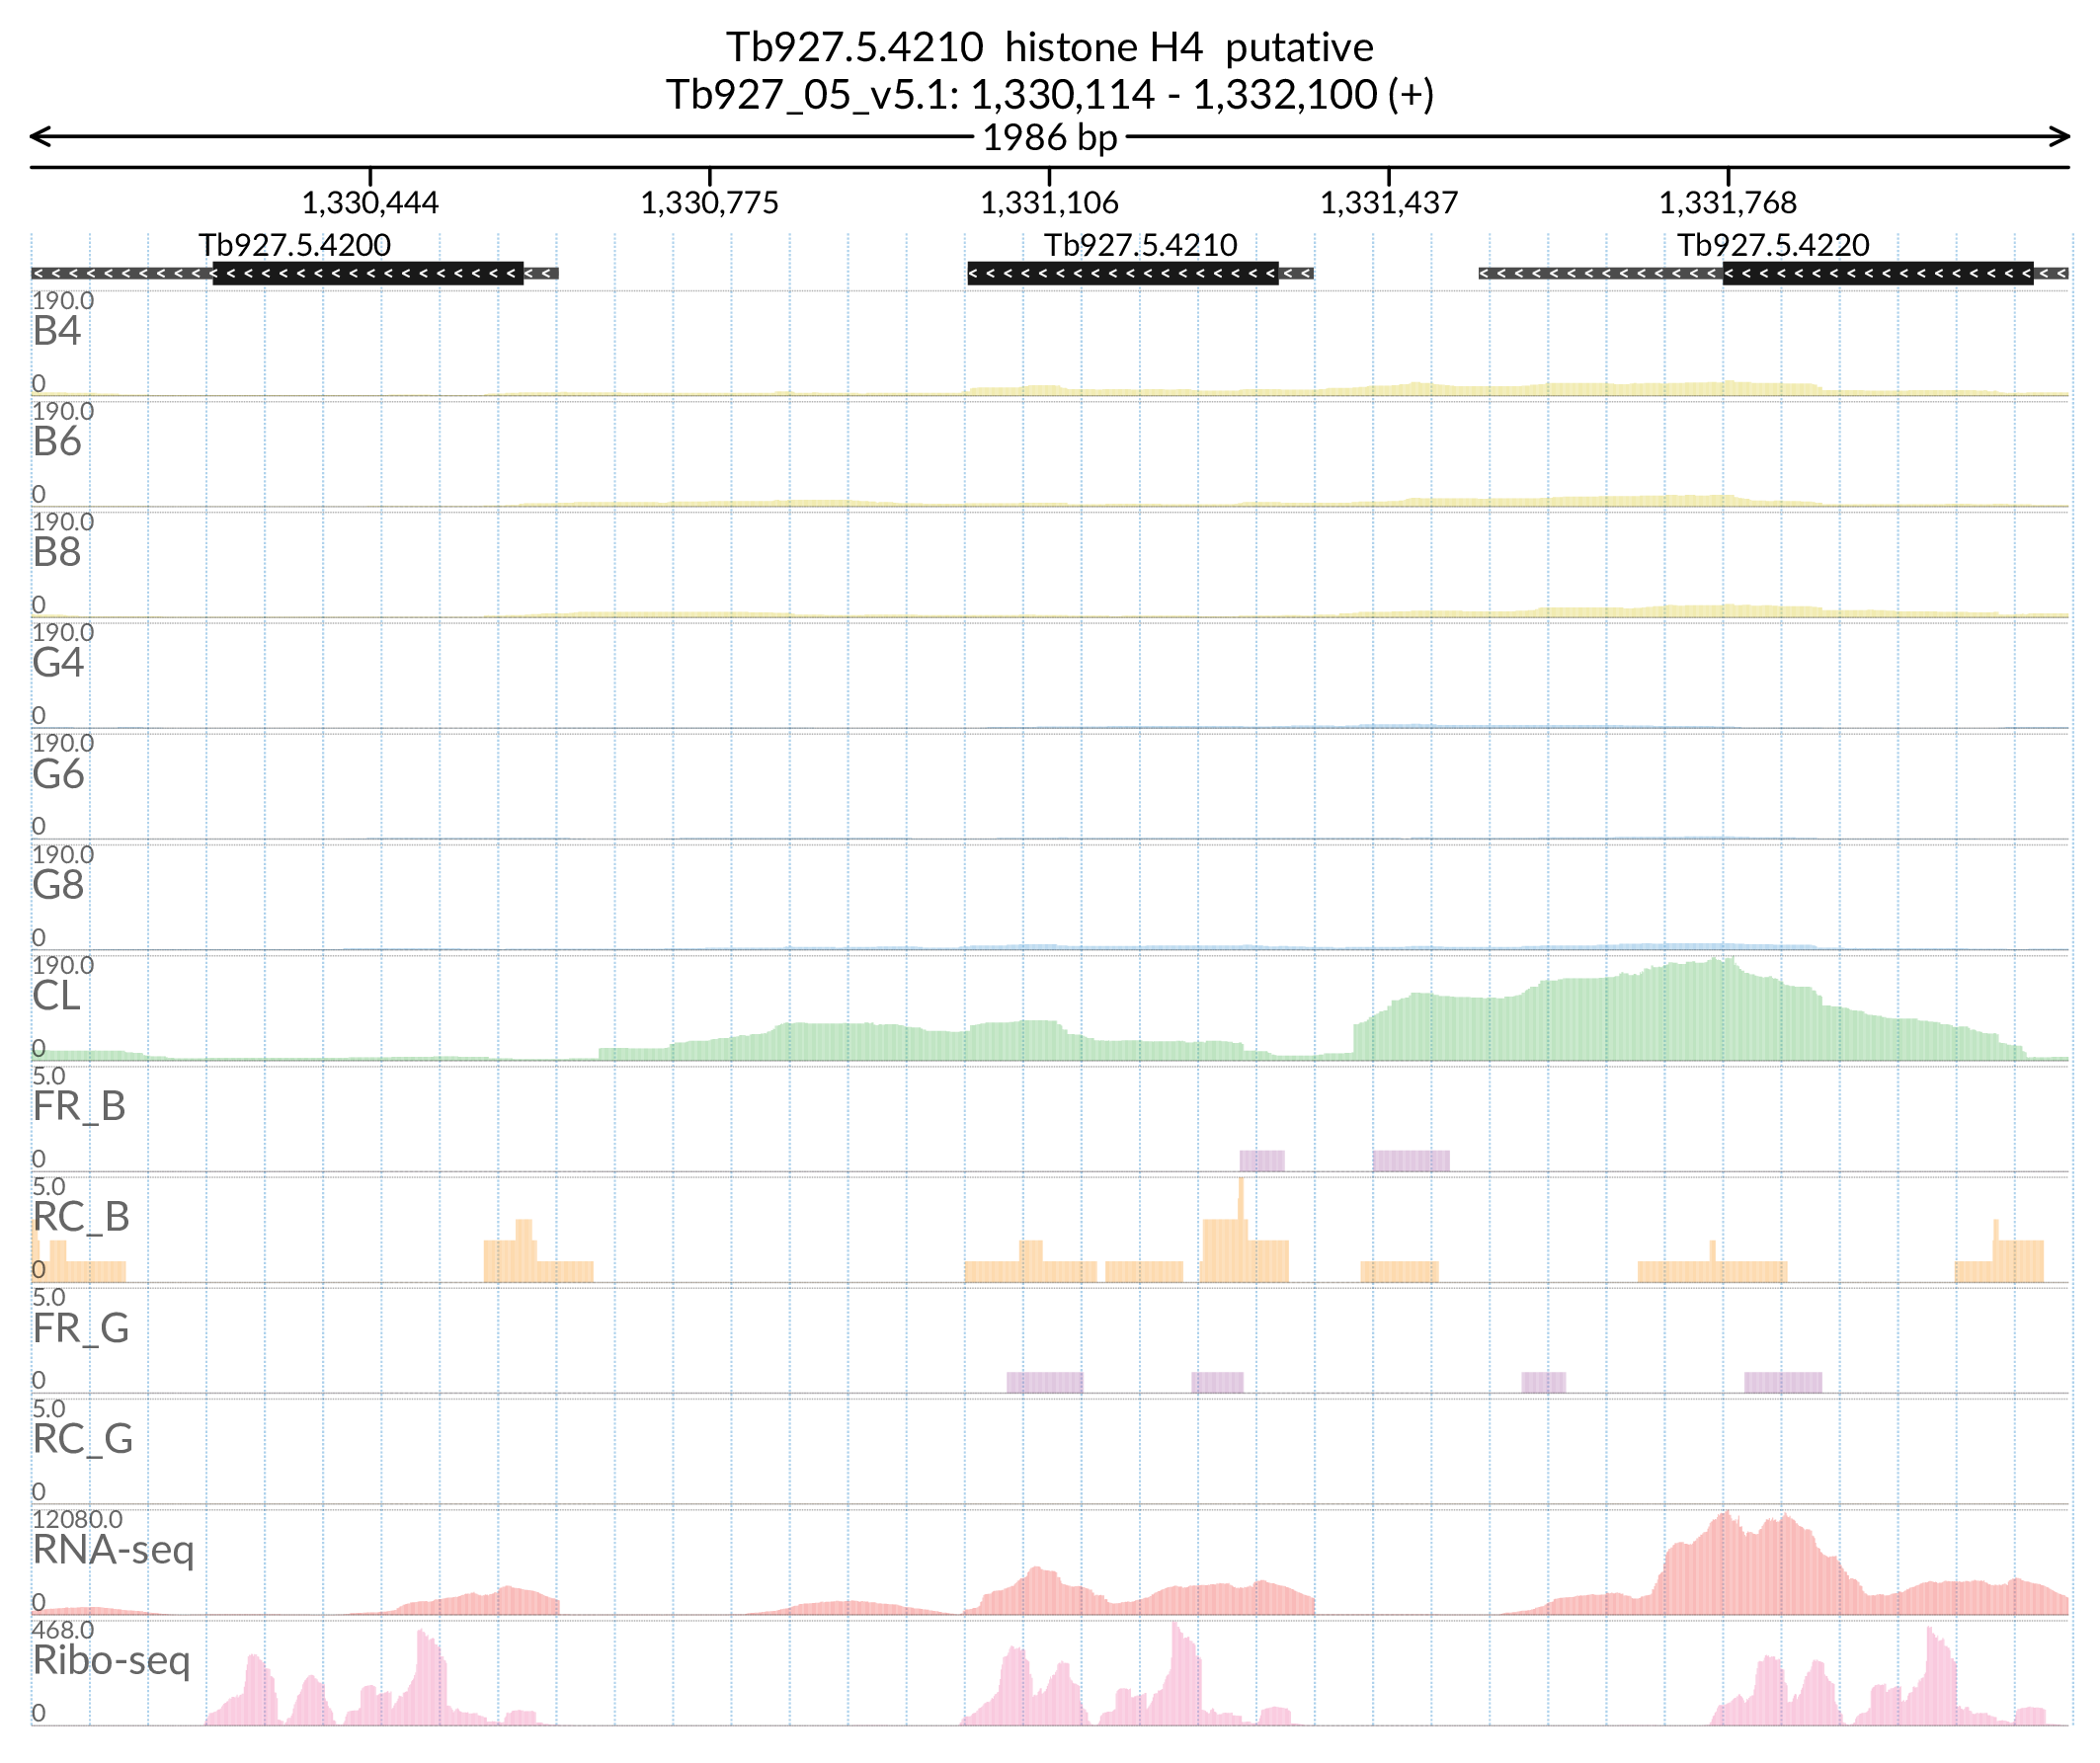 Tb927.5.4210  histone H4  putative
Tb927_05_v5.1: 1,330,114 - 1,332,100 (+)
1986 bp
1,330,444 1,330,775 1,331,106 1,331,437 1,331,768
Tb927.5.4200 Tb927.5.4210 Tb927.5.4220
190.0
B4
0
190.0
B6
0
190.0
B8
0
190.0
G4
0
190.0
G6
0
190.0
G8
0
190.0
CL
0
5.0
FR_B
0
5.0
RC_B
0
5.0
FR_G
0
5.0
RC_G
0
12080.0
RNA-seq
0
468.0
Ribo-seq
0